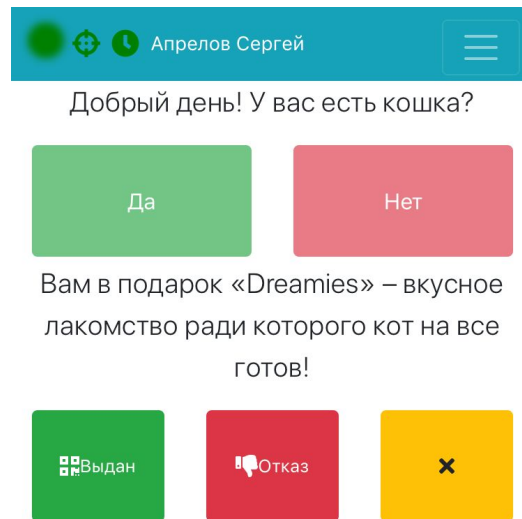 Апрелов Сергей
Добрый день! У вас есть кошка?
Да Нет
Вам в подарок «Dreamies» – вкусное
лакомство ради которого кот на все
готов!
Выдан Отказ